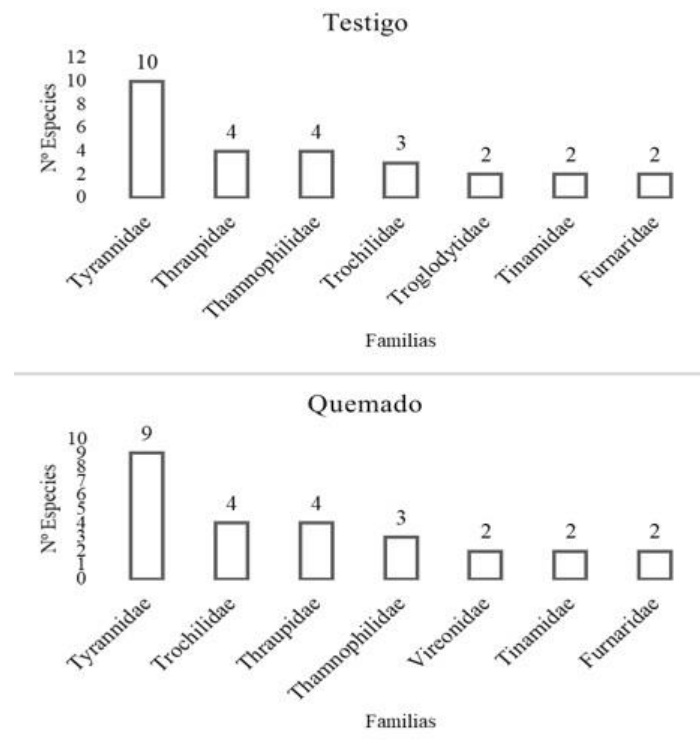 Testigo
Nº Especies
12
10
8
6
4
2
0
10
4
4
3
2
2
2
Tyrannidae
Thraupidae
Thamnophilidae
Trochilidae
Troglodytidae
Tinamidae
Furnaridae
Familias
Quemado
Nº Especies
10
9
8
7
6
5
4
3
2
1
0
9
4
4
3
2
2
2
Tyrannidae
Trochilidae
Thraupidae
Thamnophilidae
Vireonidae
Tinamidae
Furnaridae
Familias